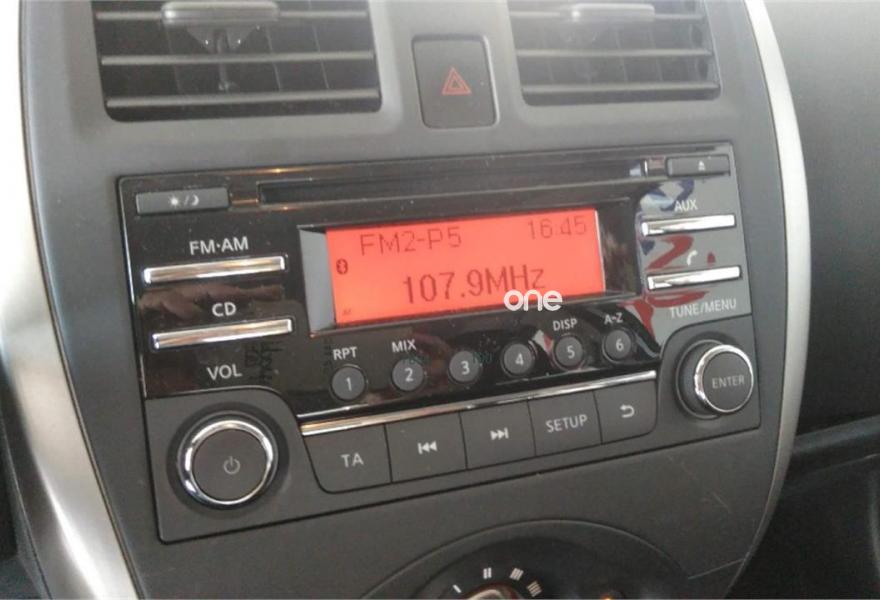 FM2-P5 16:45
107.9MHz
one
FM·AM
CD
VOL
AUX
TUNE/MENU
RPT MIX DISP A-Z
1 2 3 4 5 6
ENTER
TA SETUP